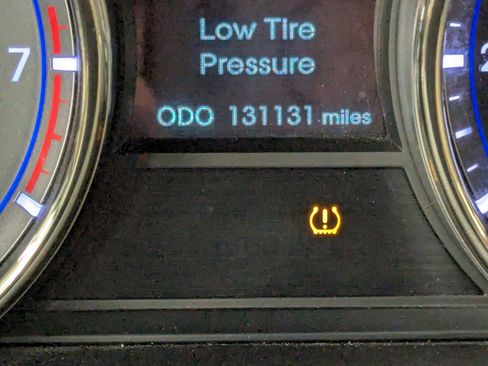 Low Tire
Pressure
ODO 131131 miles
7